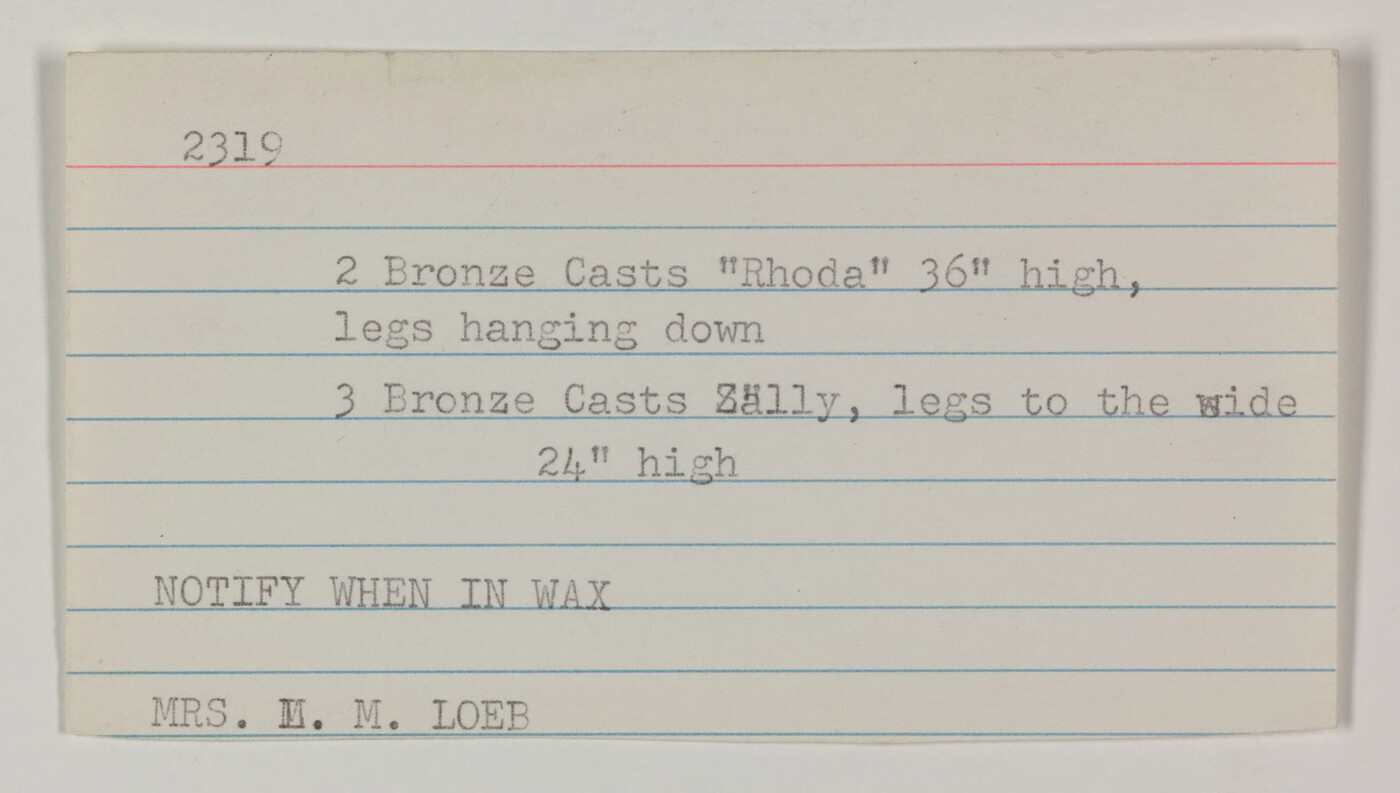 2319
2 Bronze Casts "Rhoda" 36" high,
legs hanging down
3 Bronze Casts Sally, legs to the
24" high
NOTIFY WHEN IN WAX
MRS. M. LOEB